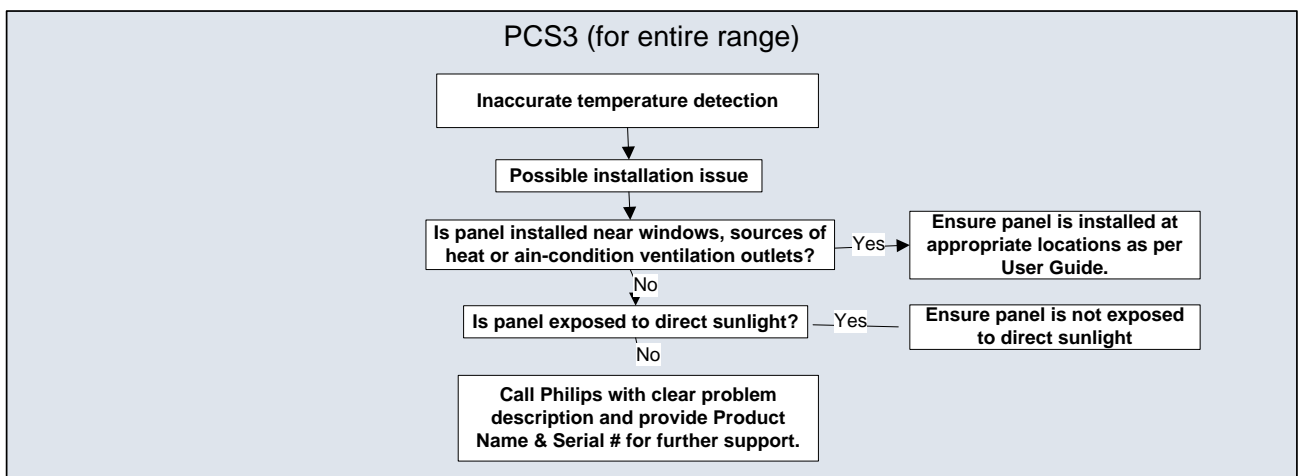 PCS3 (for entire range)
Inaccurate temperature detection
Possible installation issue
Is panel installed near windows, sources of
heat or ain-condition ventilation outlets?
Yes
Ensure panel is installed at
appropriate locations as per
User Guide.
No
Is panel exposed to direct sunlight?
Yes
Ensure panel is not exposed
to direct sunlight
No
Call Philips with clear problem
description and provide Product
Name & Serial # for further support.